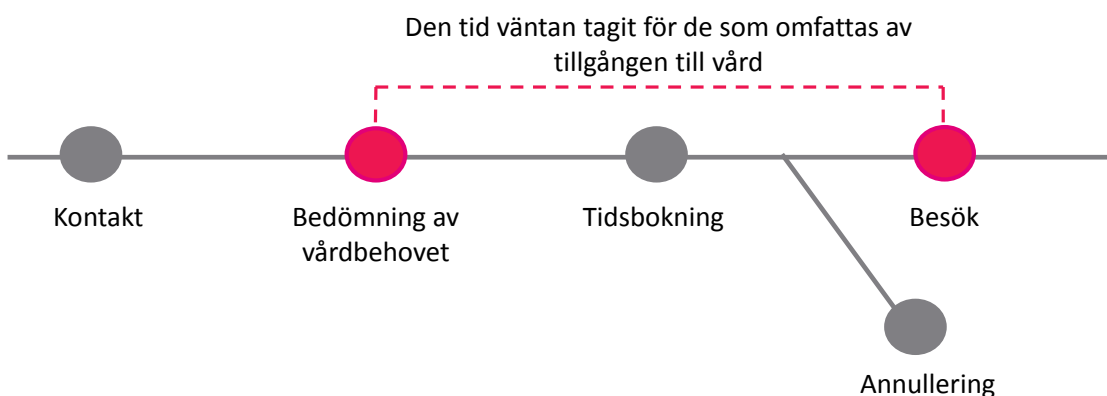 Den tid väntan tagit för de som omfattas av
tillgången till vård
Kontakt
Bedömning av
vårdbehovet
Tidsbokning
Besök
Annullering